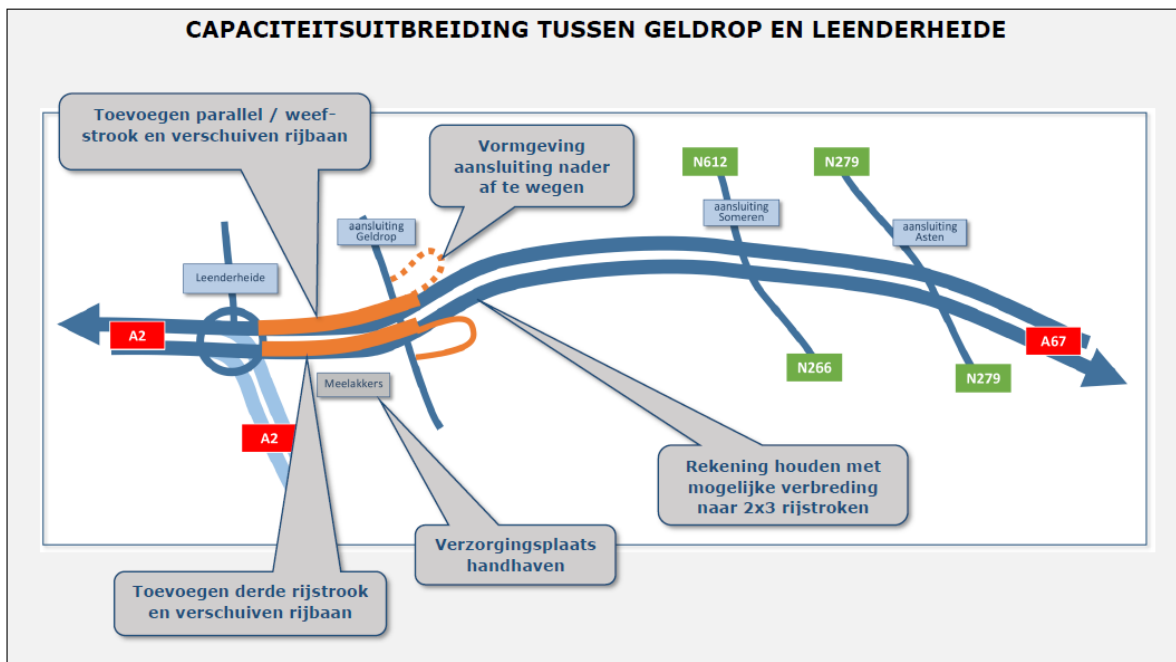 CAPACITEITSUITBREIDING TUSSEN GELDROP EN LEENDERHEIDE
Toevoegen parallel / weef-
strook en verschuiven rijbaan
Vormgeving
aansluiting nader
af te wegen
N612
N279
aansluiting
Someren
aansluiting
Geldrop
aansluiting
Asten
Leenderheide
A2
A67
N266
N279
Meelakkers
A2
Rekening houden met
mogelijke verbreding
naar 2x3 rijstroken
Verzorgingsplaats
handhaven
Toevoegen derde rijstrook
en verschuiven rijbaan